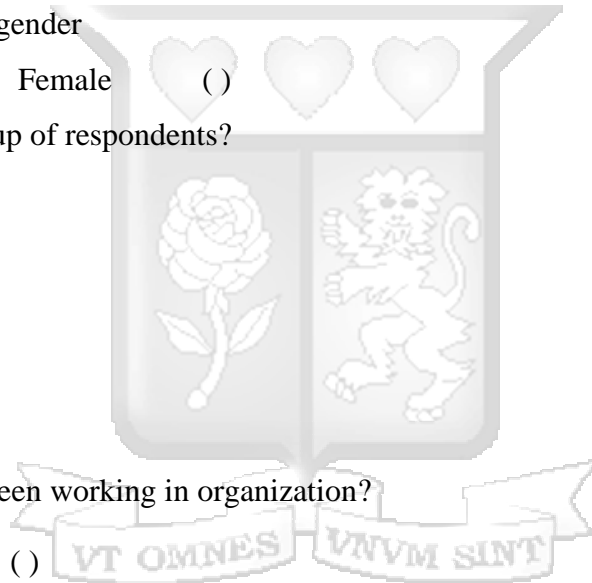 gender
Female ( )
up of respondents?
een working in organization?
( )
VT OMNES VNVM SINT